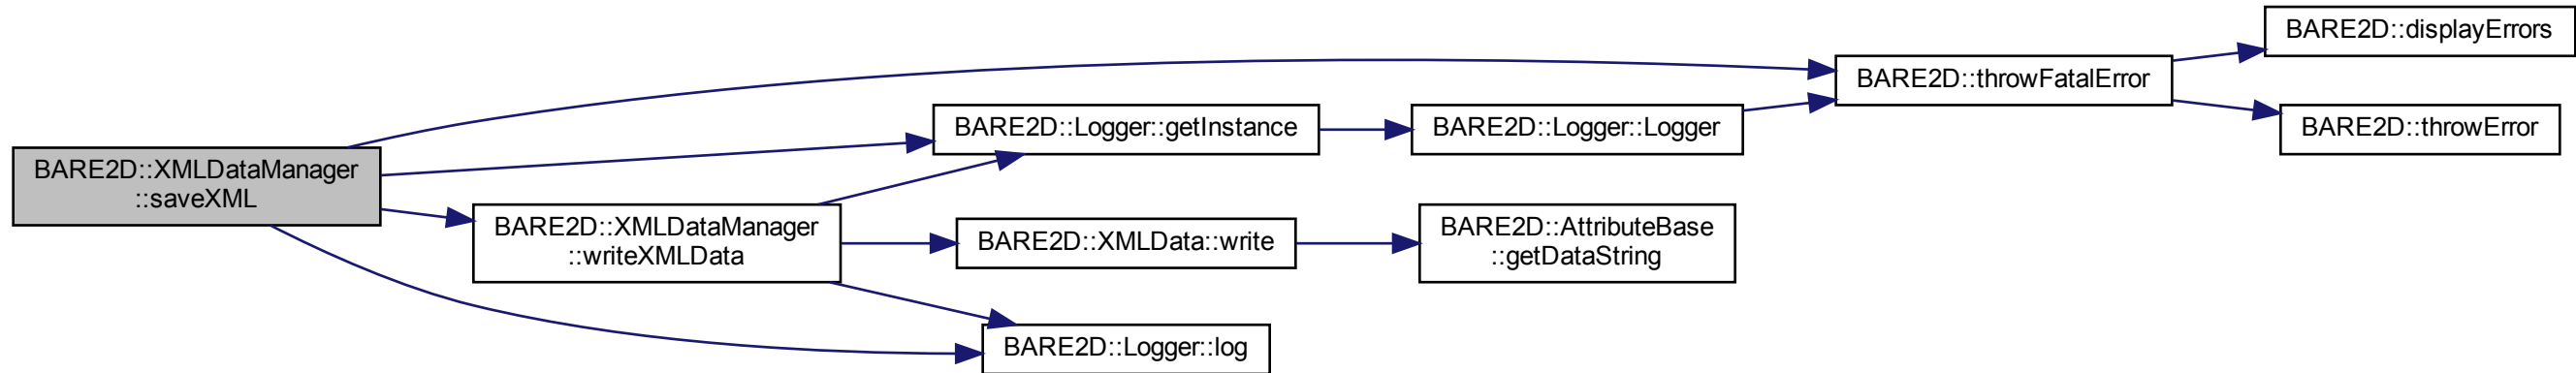 BARE2D::XMLDataManager
::saveXML
BARE2D::XMLDataManager
::writeXMLData
BARE2D::Logger::getInstance
BARE2D::XMLData::write
BARE2D::Logger::log
BARE2D::Logger::Logger
BARE2D::AttributeBase
::getDataString
BARE2D::throwFatalError
BARE2D::displayErrors
BARE2D::throwError